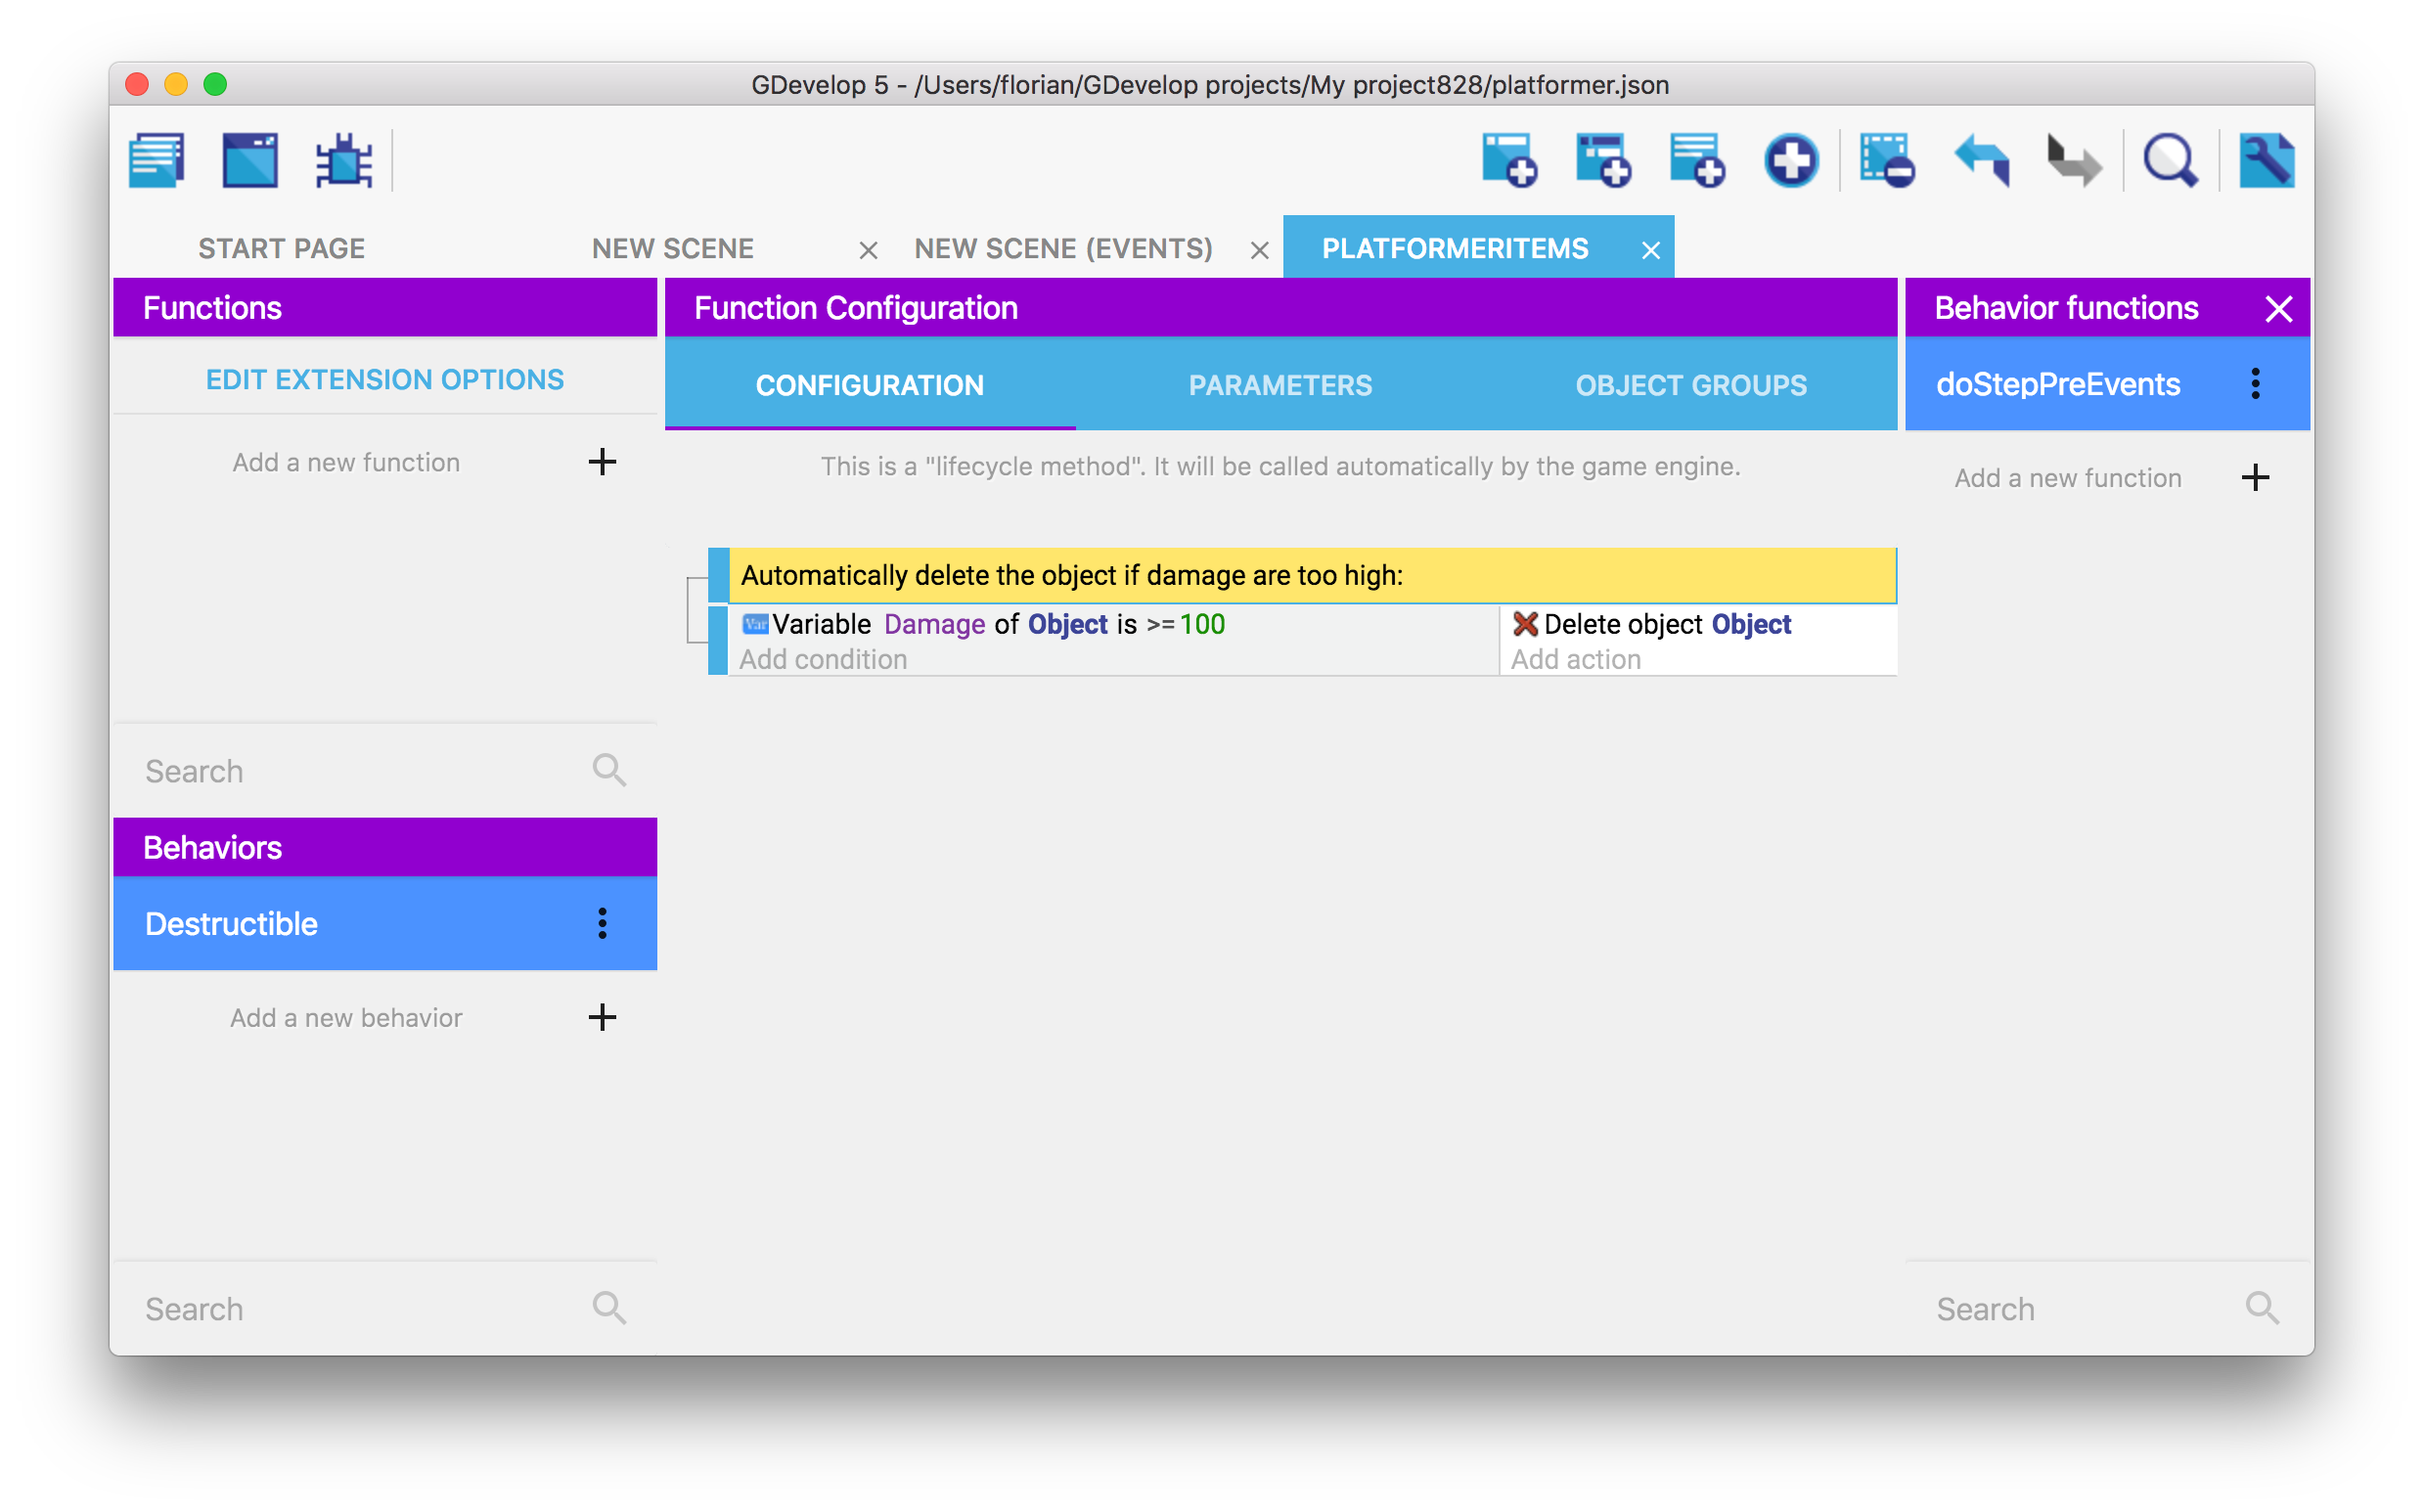 GDevelop 5 - /Users/florian/GDevelop projects/My project828/platformer.json
START PAGE
NEW SCENE
NEW SCENE (EVENTS)
PLATFORMERITEMS
Functions
EDIT EXTENSION OPTIONS
Add a new function
Search
Behaviors
Destructible
Add a new behavior
Search
Function Configuration
CONFIGURATION
PARAMETERS
OBJECT GROUPS
This is a "lifecycle method". It will be called automatically by the game engine.
Automatically delete the object if damage are too high:
Var Variable Damage of Object is >= 100
Add condition
Delete object Object
Add action
Behavior functions
doStepPreEvents
Add a new function
Search